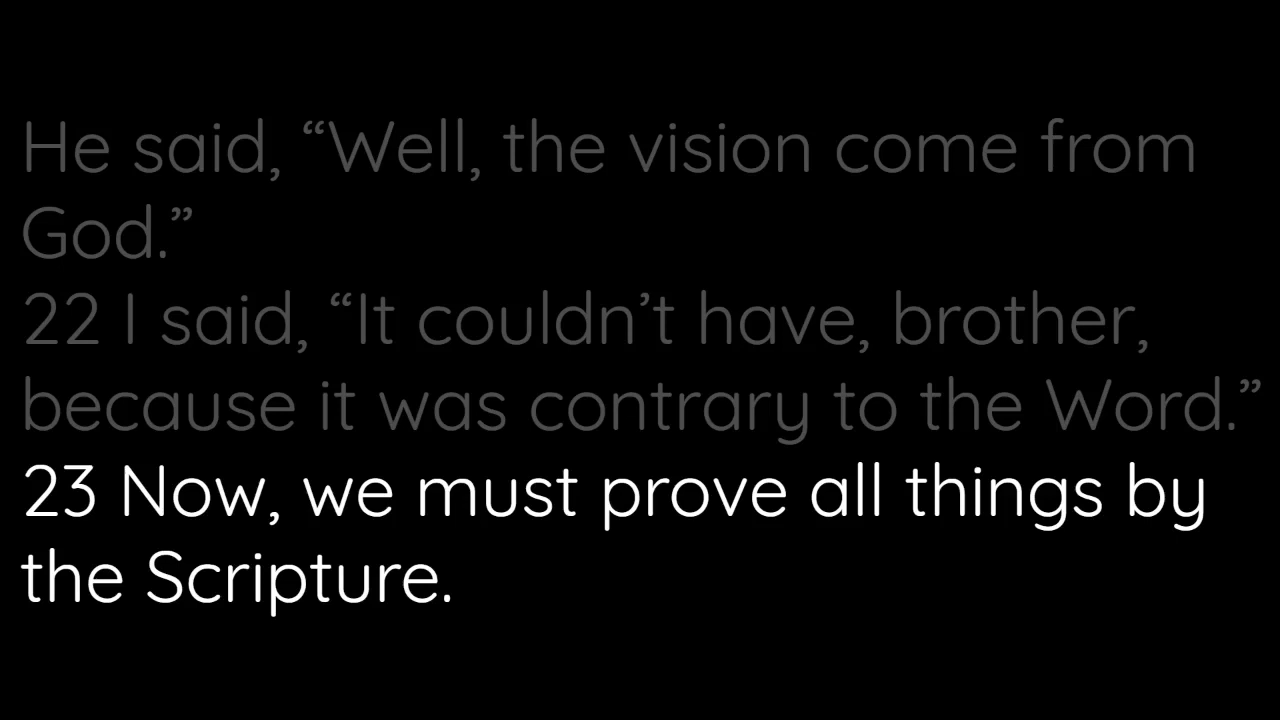 He said, “Well, the vision come from
God.”
22 I said, “It couldn’t have, brother,
because it was contrary to the Word.”
23 Now, we must prove all things by
the Scripture.